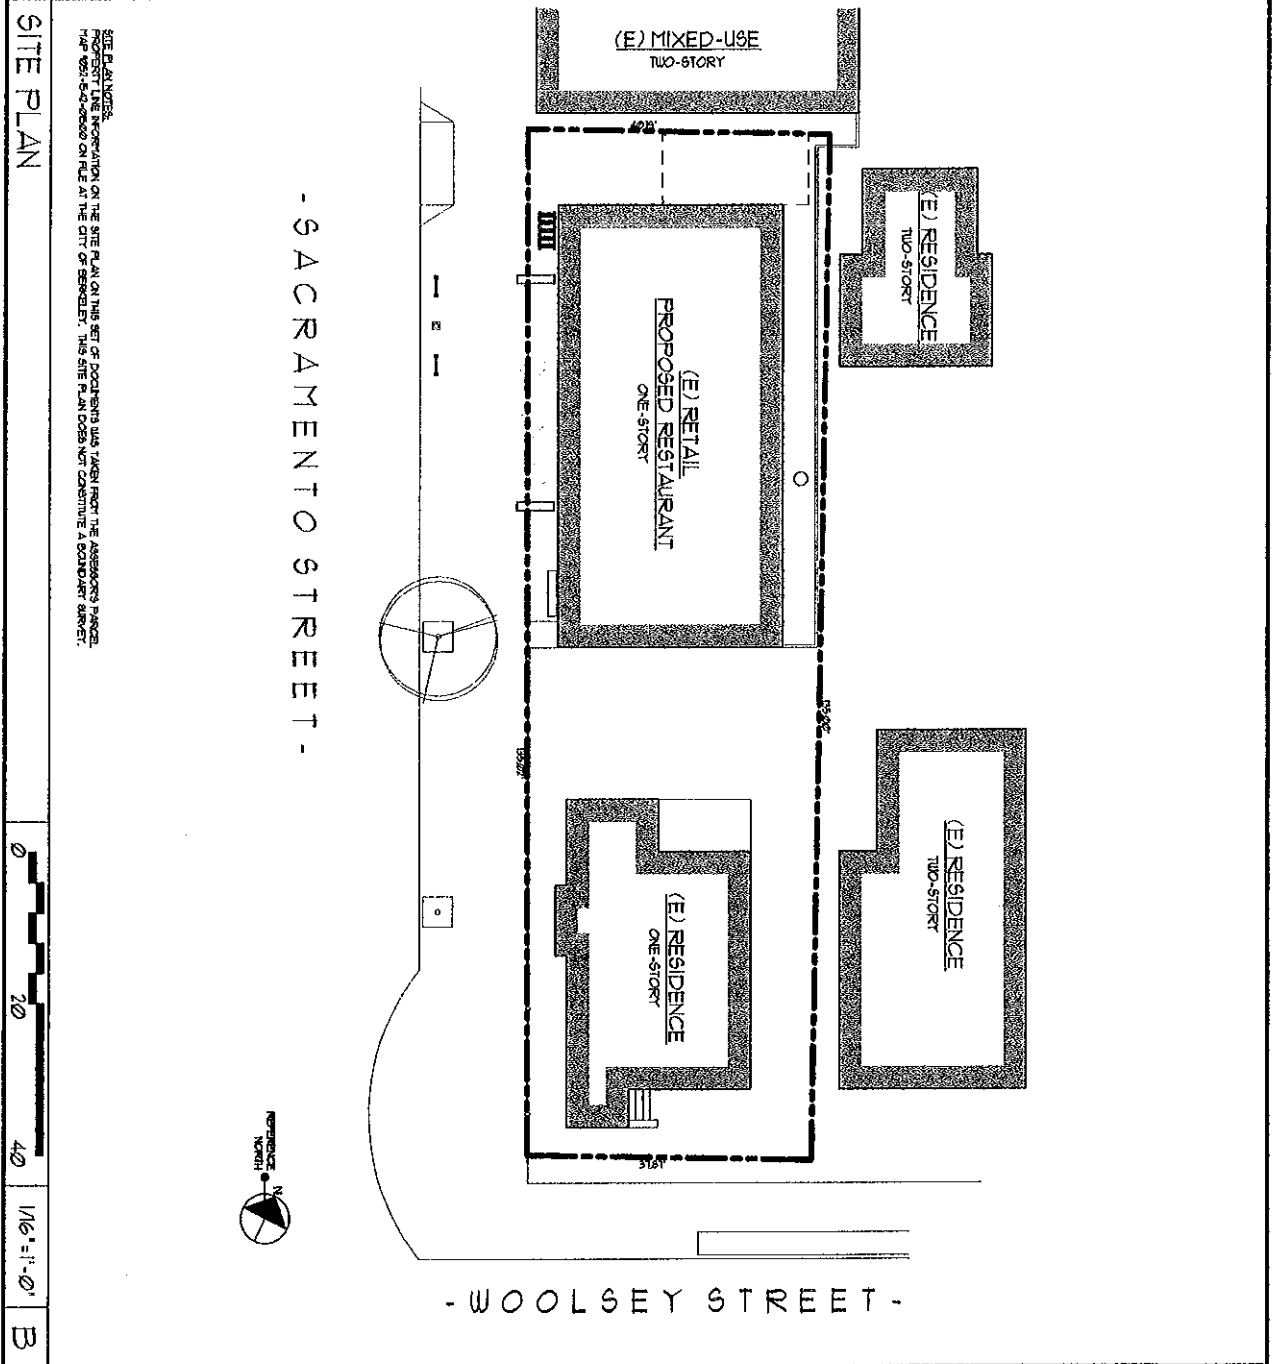 (E) MIXED-USE
TWO-STORY
(E) RESIDENCE
TWO-STORY
(E) RETAIL
PROPOSED RESTAURANT
ONE-STORY
- SACRAMENTO STREET -
135.00'
(E) RESIDENCE
TWO-STORY
(E) RESIDENCE
ONE-STORY
REFERENCE
NORTH
N
- WOOLSEY STREET -
SITE PLAN NOTES:
PROPERTY LINE INFORMATION ON THE SITE PLAN ON THIS SET OF DOCUMENTS WAS TAKEN FROM THE ASSESSOR'S PARCEL
ON FILE AT THE CITY OF BERKELEY. THIS SITE PLAN DOES NOT CONSTITUTE A BOUNDARY SURVEY.
SITE PLAN
0 20 40
1/16"=1'-0"
B